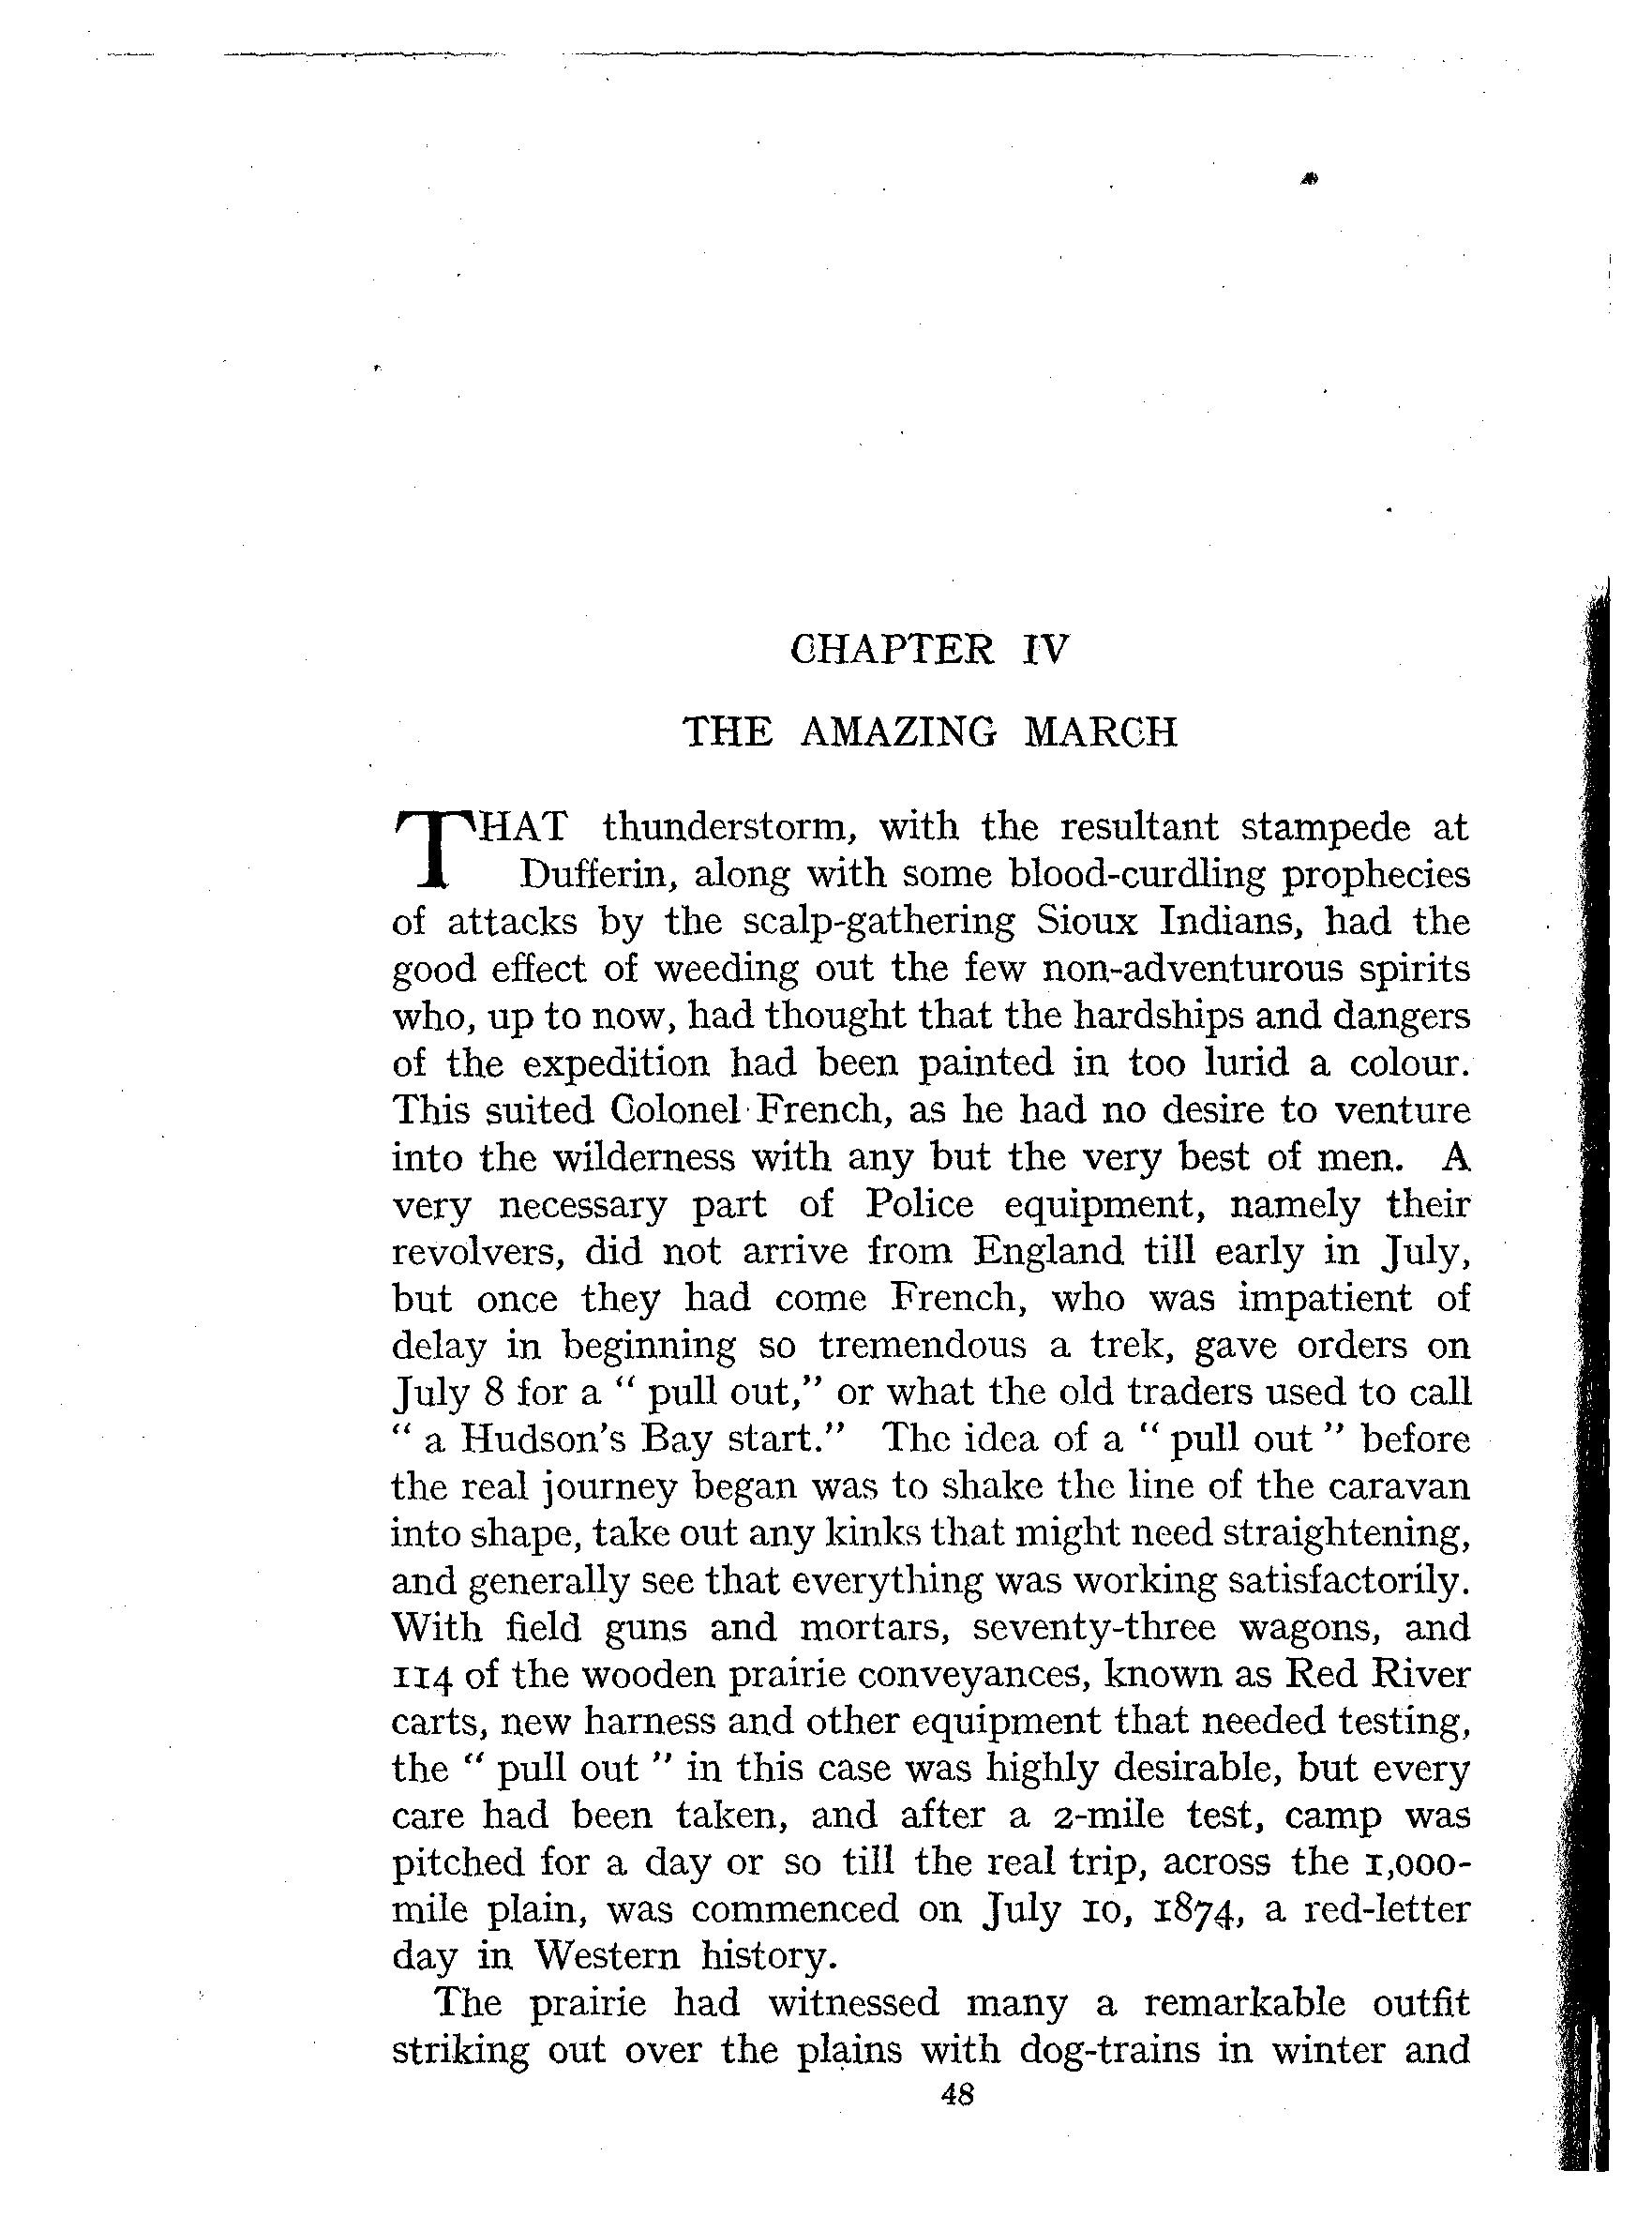 CHAPTER IV
THE AMAZING MARCH
THAT thunderstorm, with the resultant stampede at
Dufferin, along with some blood-curdling prophecies
of attacks by the scalp-gathering Sioux Indians, had the
good effect of weeding out the few non-adventurous spirits
who, up to now, had thought that the hardships and dangers
of the expedition had been painted in too lurid a colour.
This suited Colonel French, as he had no desire to venture
into the wilderness with any but the very best of men. A
very necessary part of Police equipment, namely their
revolvers, did not arrive from England till early in July,
but once they had come French, who was impatient of
delay in beginning so tremendous a trek, gave orders on
July 8 for a " pull out," or what the old traders used to call
" a Hudson's Bay start." The idea of a " pull out " before
the real journey began was to shake the line of the caravan
into shape, take out any kinks that might need straightening,
and generally see that everything was working satisfactorily.
With field guns and mortars, seventy-three wagons, and
114 of the wooden prairie conveyances, known as Red River
carts, new harness and other equipment that needed testing,
the " pull out " in this case was highly desirable, but every
care had been taken, and after a 2-mile test, camp was
pitched for a day or so till the real trip, across the 1,000-
mile plain, was commenced on July 10, 1874, a red-letter
day in Western history.
The prairie had witnessed many a remarkable outfit
striking out over the plains with dog-trains in winter and
48